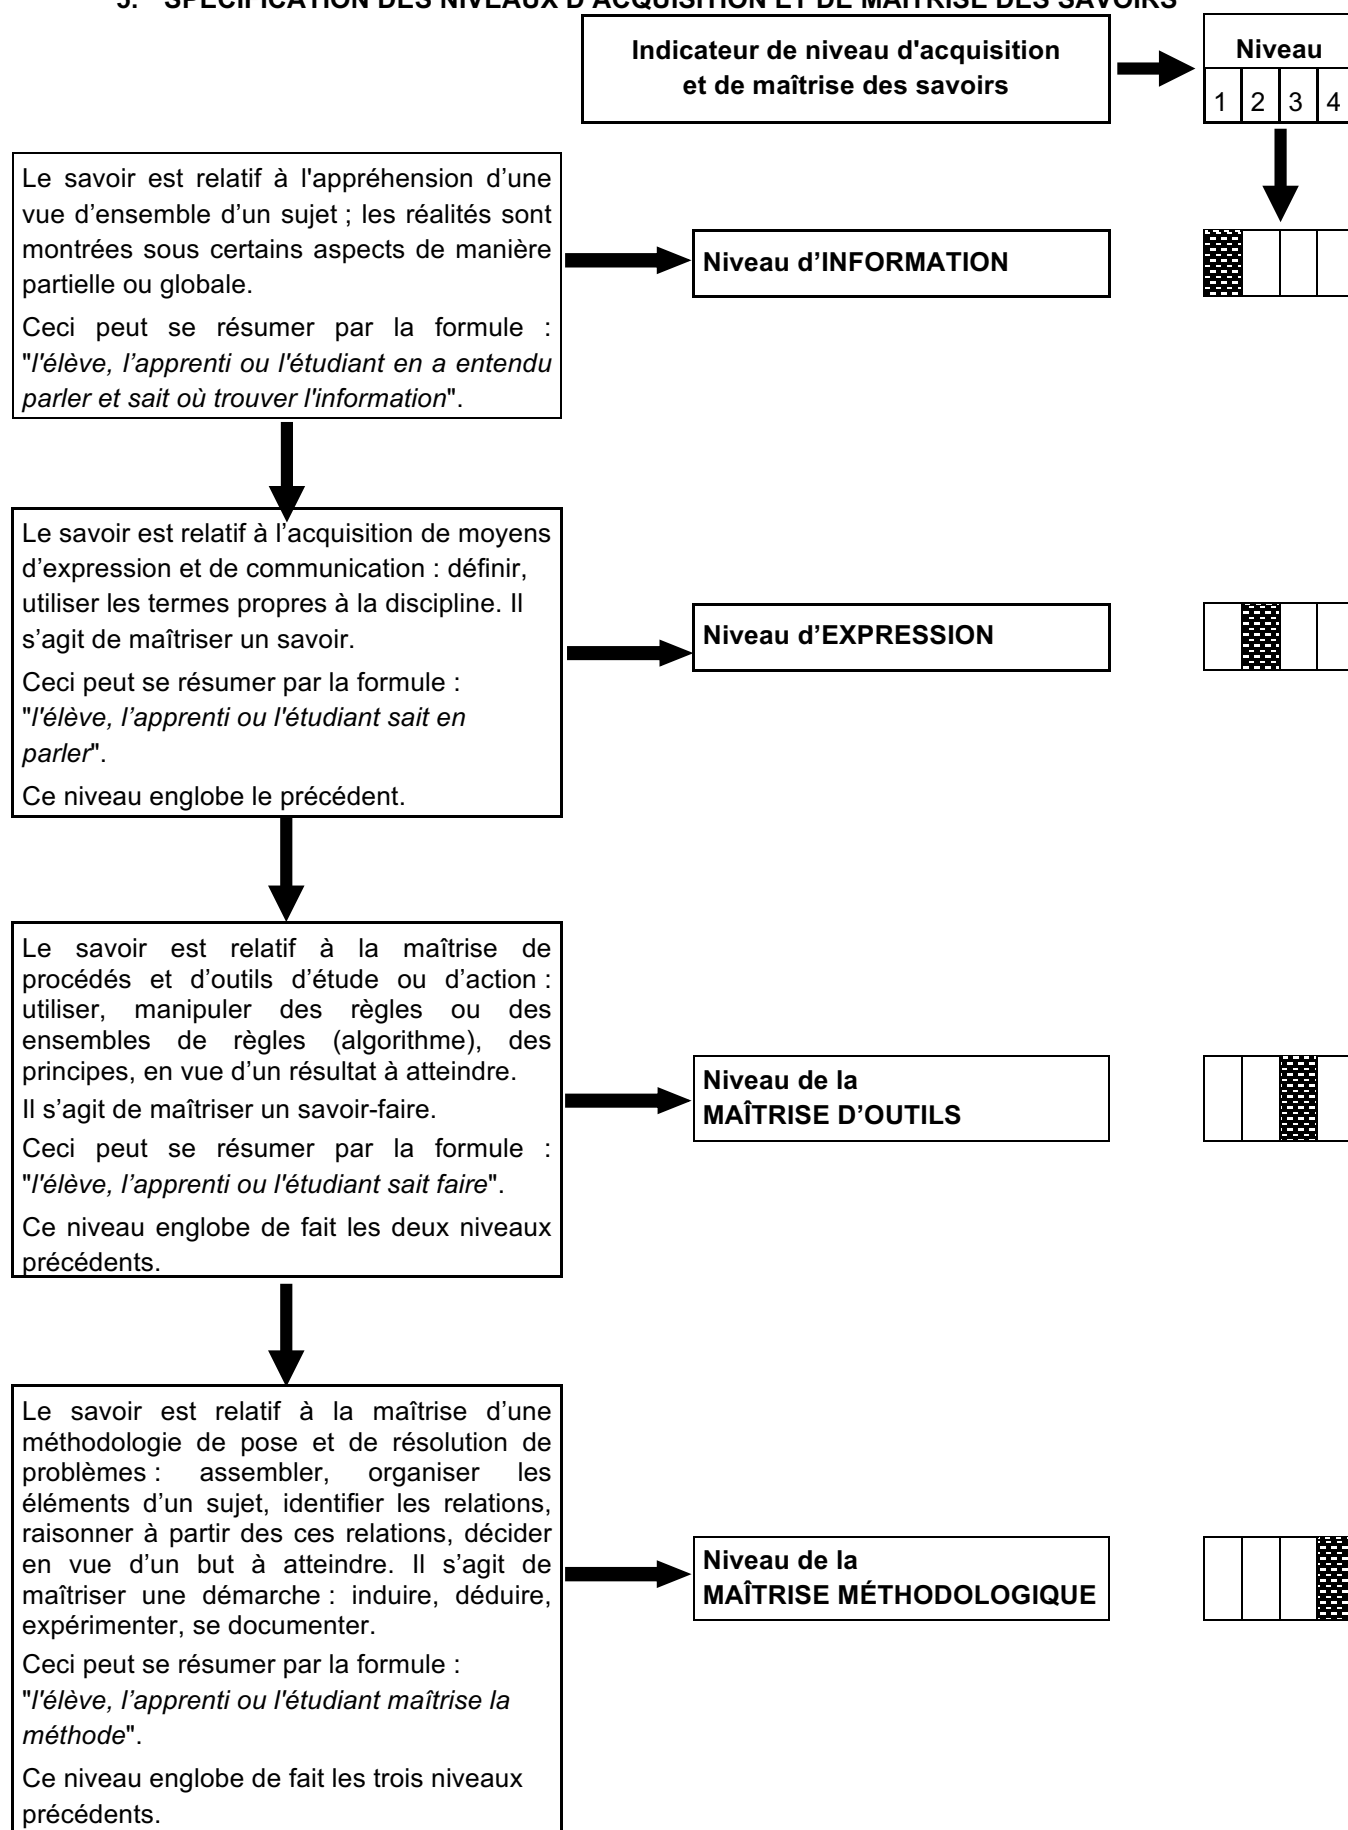 5. SPÉCIFICATION DES NIVEAUX D'ACQUISITION ET DE MAÎTRISE DES SAVOIRS
Indicateur de niveau d'acquisition
et de maîtrise des savoirs
Niveau
1 2 3 4
Le savoir est relatif à l'appréhension d’une
vue d’ensemble d’un sujet ; les réalités sont
montrées sous certains aspects de manière
partielle ou globale.
Ceci peut se résumer par la formule :
"l'élève, l’apprenti ou l'étudiant en a entendu
parler et sait où trouver l'information".
Niveau d’INFORMATION
Le savoir est relatif à l’acquisition de moyens
d’expression et de communication : définir,
utiliser les termes propres à la discipline. Il
s’agit de maîtriser un savoir.
Ceci peut se résumer par la formule :
"l'élève, l’apprenti ou l'étudiant sait en
parler".
Ce niveau englobe le précédent.
Niveau d’EXPRESSION
Le savoir est relatif à la maîtrise de
procédés et d’outils d’étude ou d’action :
utiliser, manipuler des règles ou des
ensembles de règles (algorithme), des
principes, en vue d’un résultat à atteindre.
Il s’agit de maîtriser un savoir-faire.
Ceci peut se résumer par la formule :
"l'élève, l’apprenti ou l'étudiant sait faire".
Ce niveau englobe de fait les deux niveaux
précédents.
Niveau de la
MAÎTRISE D’OUTILS
Le savoir est relatif à la maîtrise d’une
méthodologie de pose et de résolution de
problèmes : assembler, organiser les
éléments d’un sujet, identifier les relations,
raisonner à partir des ces relations, décider
en vue d’un but à atteindre. Il s’agit de
maîtriser une démarche : induire, déduire,
expérimenter, se documenter.
Ceci peut se résumer par la formule :
"l'élève, l’apprenti ou l'étudiant maîtrise la
méthode".
Ce niveau englobe de fait les trois niveaux
précédents.
Niveau de la
MAÎTRISE MÉTHODOLOGIQUE